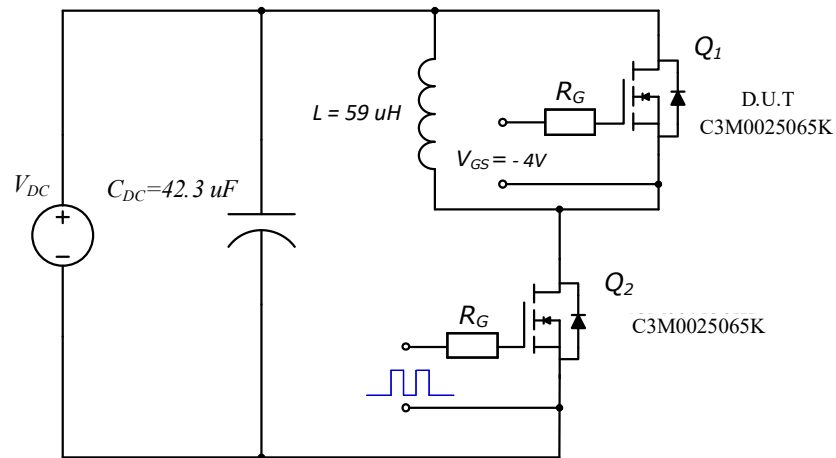 Q1
RG
D.U.T
C3M0025065K
L = 59 uH
VGS = - 4V
VDC
CDC=42.3 uF
+
−
Q2
RG
C3M0025065K